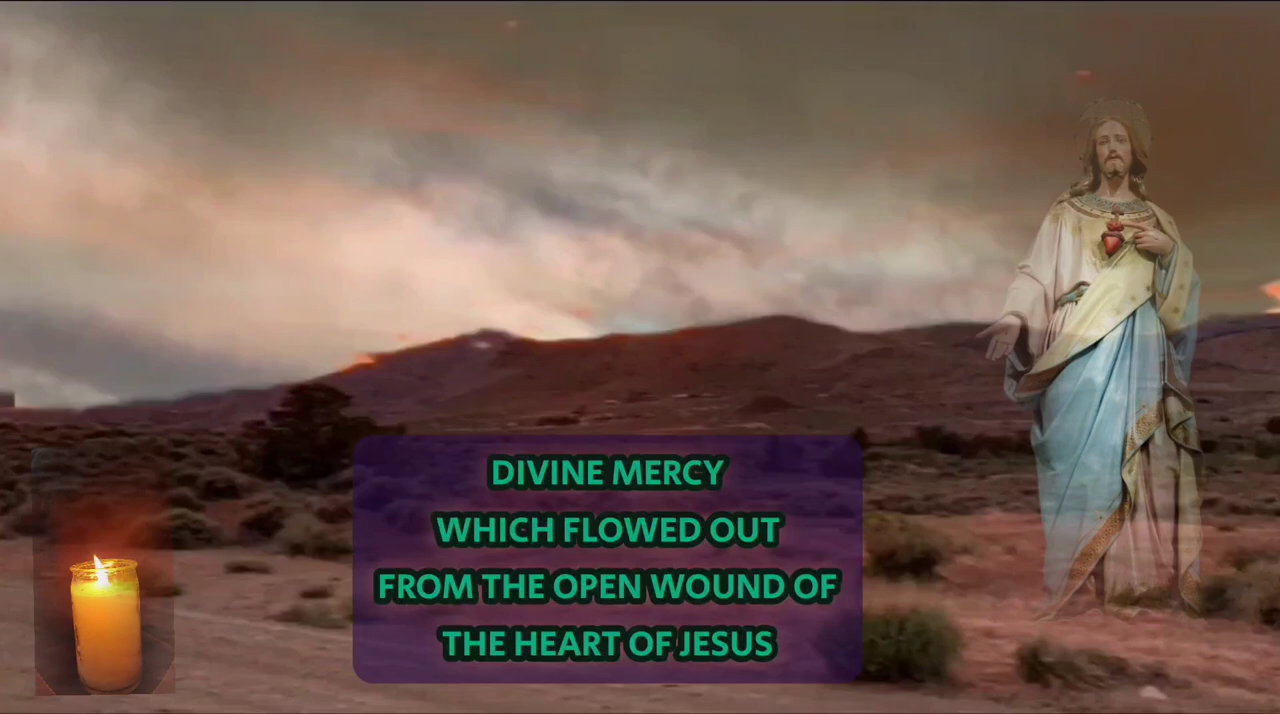 DIVINE MERCY
WHICH FLOWED OUT
FROM THE OPEN WOUND OF
THE HEART OF JESUS